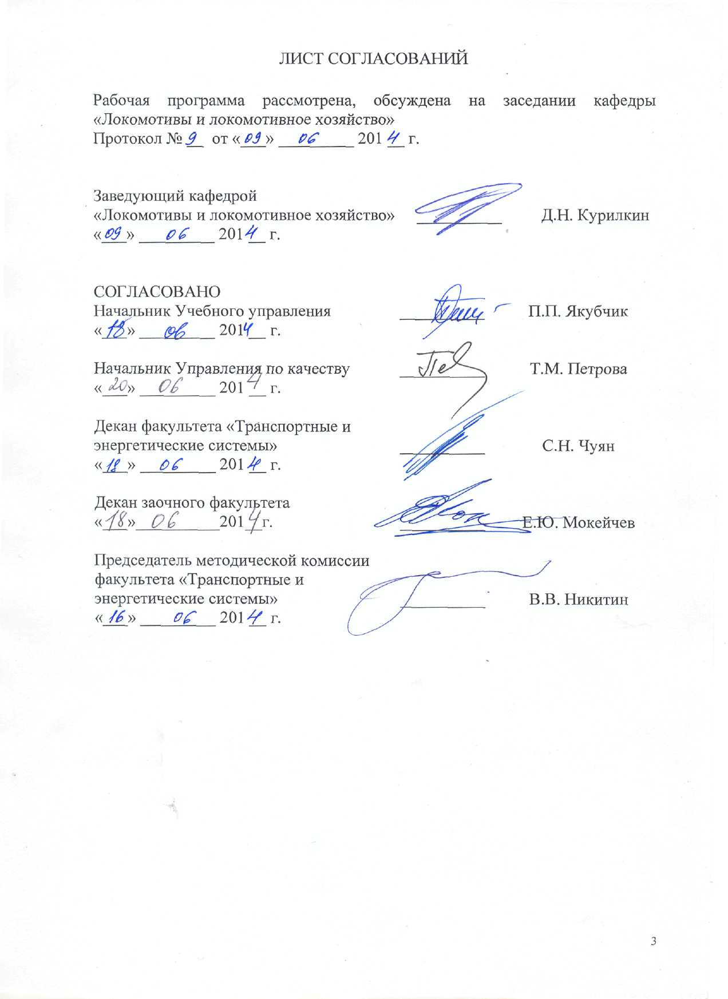 ЛИСТ СОГЛАСОВАНИЙ
Рабочая программа рассмотрена, обсуждена на заседании кафедры
«Локомотивы и локомотивное хозяйство»
Протокол № 9 от «09» 06 2014 г.
Заведующий кафедрой
«Локомотивы и локомотивное хозяйство» Д.Н. Курилкин
«09» 06 2014 г.
СОГЛАСОВАНО
Начальник Учебного управления П.П. Якубчик
«18» 06 2014 г.
Начальник Управления по качеству Т.М. Петрова
«20» 06 2014 г.
Декан факультета «Транспортные и
энергетические системы» С.Н. Чуян
«18» 06 2014 г.
Декан заочного факультета
«18» 06 2014 г. Е.Ю. Мокейчев
Председатель методической комиссии
факультета «Транспортные и
энергетические системы» В.В. Никитин
«16» 06 2014 г.
3